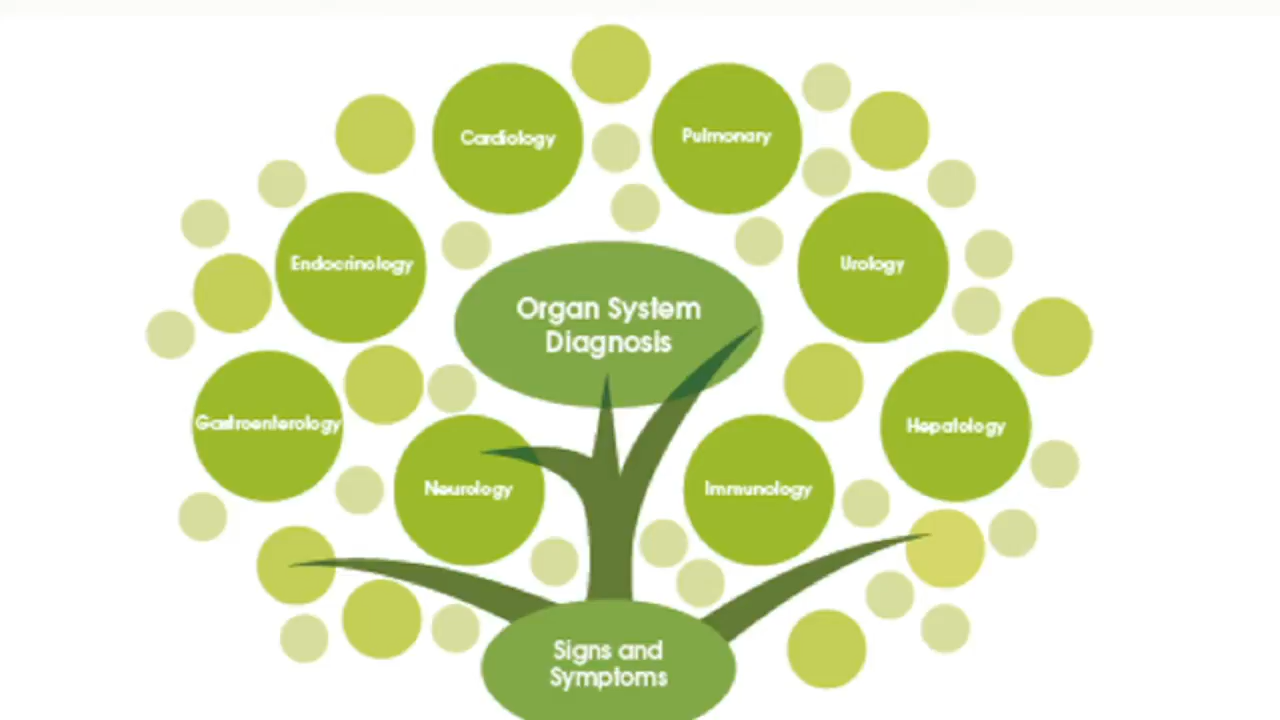 Cardiology
Pulmonary
Endocrinology
Urology
Organ System
Diagnosis
Gastroenterology
Hepatology
Neurology
Immunology
Signs and
Symptoms